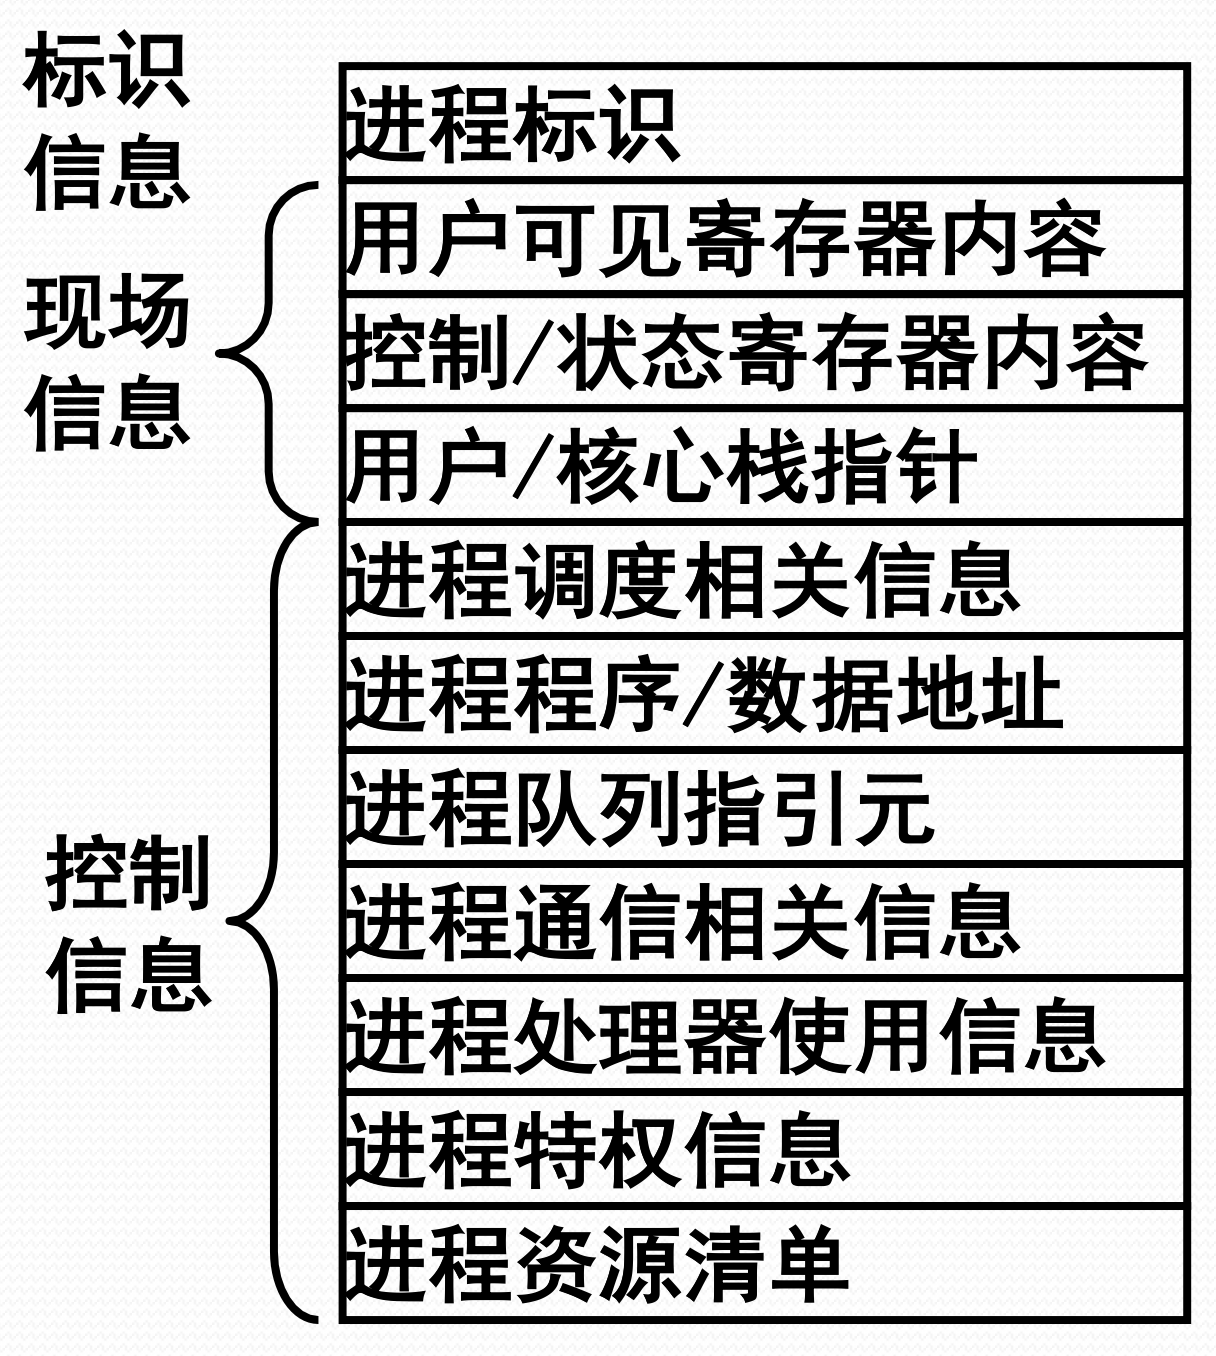 标识
信息
进程标识
现场
信息
用户可见寄存器内容
控制/状态寄存器内容
用户/核心栈指针
控制
信息
进程调度相关信息
进程程序/数据地址
进程队列指引元
进程通信相关信息
进程处理器使用信息
进程特权信息
进程资源清单